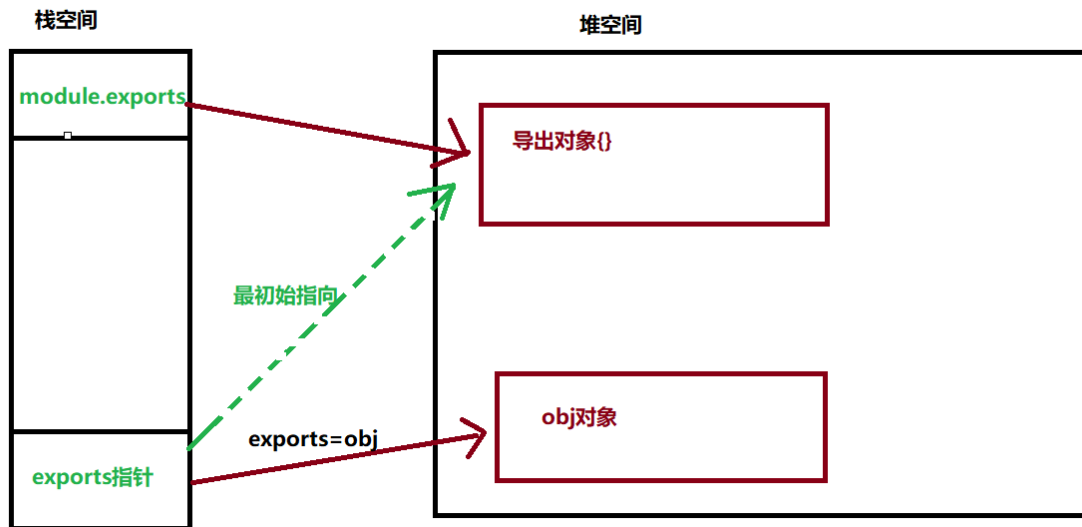 栈空间
堆空间
module.exports
导出对象{}
最初始指向
exports=obj
obj对象
exports指针